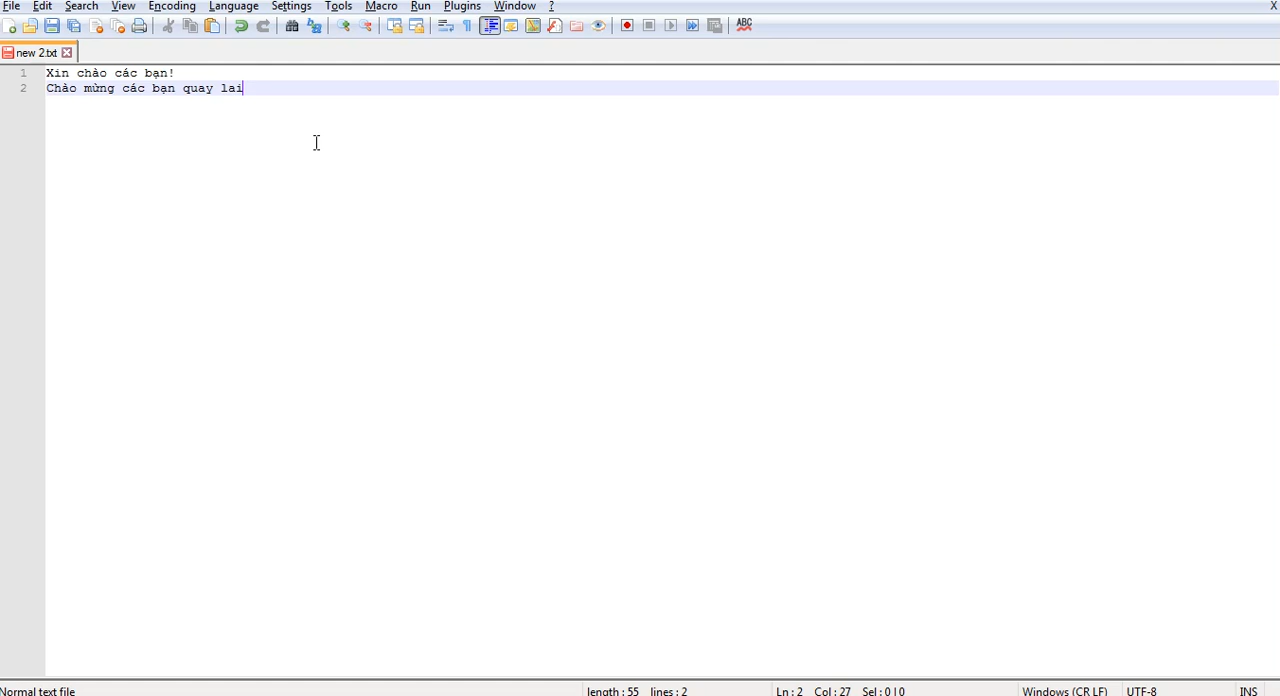 File Edit Search View Encoding Language Settings Tools Macro Run Plugins Window ? X
ABC
new 2.txt
1 Xin chào các bạn!
2 Chào mừng các bạn quay lai
Normal text file length : 55 lines : 2 Ln : 2 Col : 27 Sel : 0 | 0 Windows (CR LF) UTF-8 INS